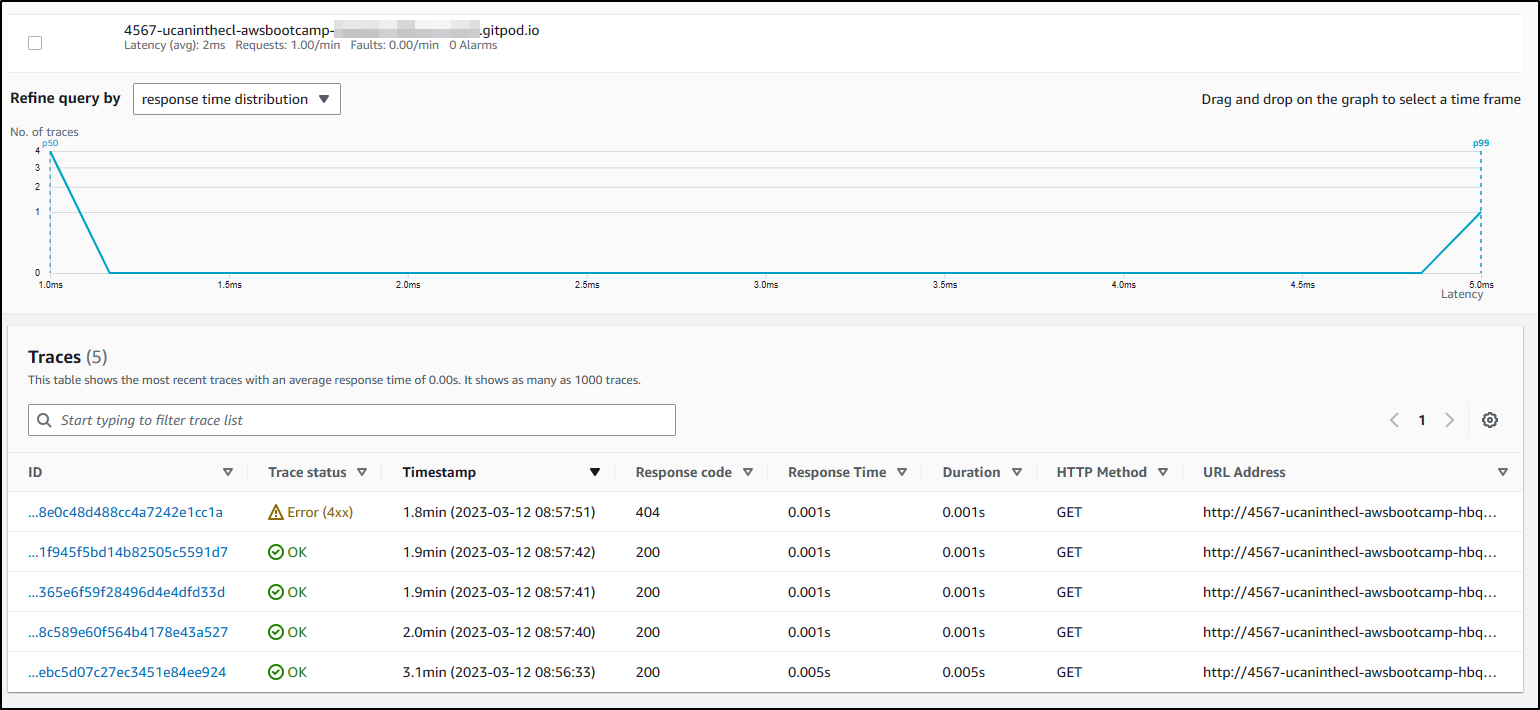 4567-ucaninthecl-awsbootcamp- .gitpod.io
Latency (avg): 2ms Requests: 1.00/min Faults: 0.00/min 0 Alarms
Refine query by response time distribution Drag and drop on the graph to select a time frame
No. of traces
p50 p99
4
3
2
1
0
1.0ms 1.5ms 2.0ms 2.5ms 3.0ms 3.5ms 4.0ms 4.5ms 5.0ms
Latency
Traces (5)
This table shows the most recent traces with an average response time of 0.00s. It shows as many as 1000 traces.
Start typing to filter trace list 1
ID Trace status Timestamp Response code Response Time Duration HTTP Method URL Address
...8e0c48d488cc4a7242e1cc1a Error (4xx) 1.8min (2023-03-12 08:57:51) 404 0.001s 0.001s GET http://4567-ucaninthecl-awsbootcamp-hbq...
...1f945f5bd14b82505c5591d7 OK 1.9min (2023-03-12 08:57:42) 200 0.001s 0.001s GET http://4567-ucaninthecl-awsbootcamp-hbq...
...365e6f59f28496d4e4dfd33d OK 1.9min (2023-03-12 08:57:41) 200 0.001s 0.001s GET http://4567-ucaninthecl-awsbootcamp-hbq...
...8c589e60f564b4178e43a527 OK 2.0min (2023-03-12 08:57:40) 200 0.001s 0.001s GET http://4567-ucaninthecl-awsbootcamp-hbq...
...ebc5d07c27ec3451e84ee924 OK 3.1min (2023-03-12 08:56:33) 200 0.005s 0.005s GET http://4567-ucaninthecl-awsbootcamp-hbq...